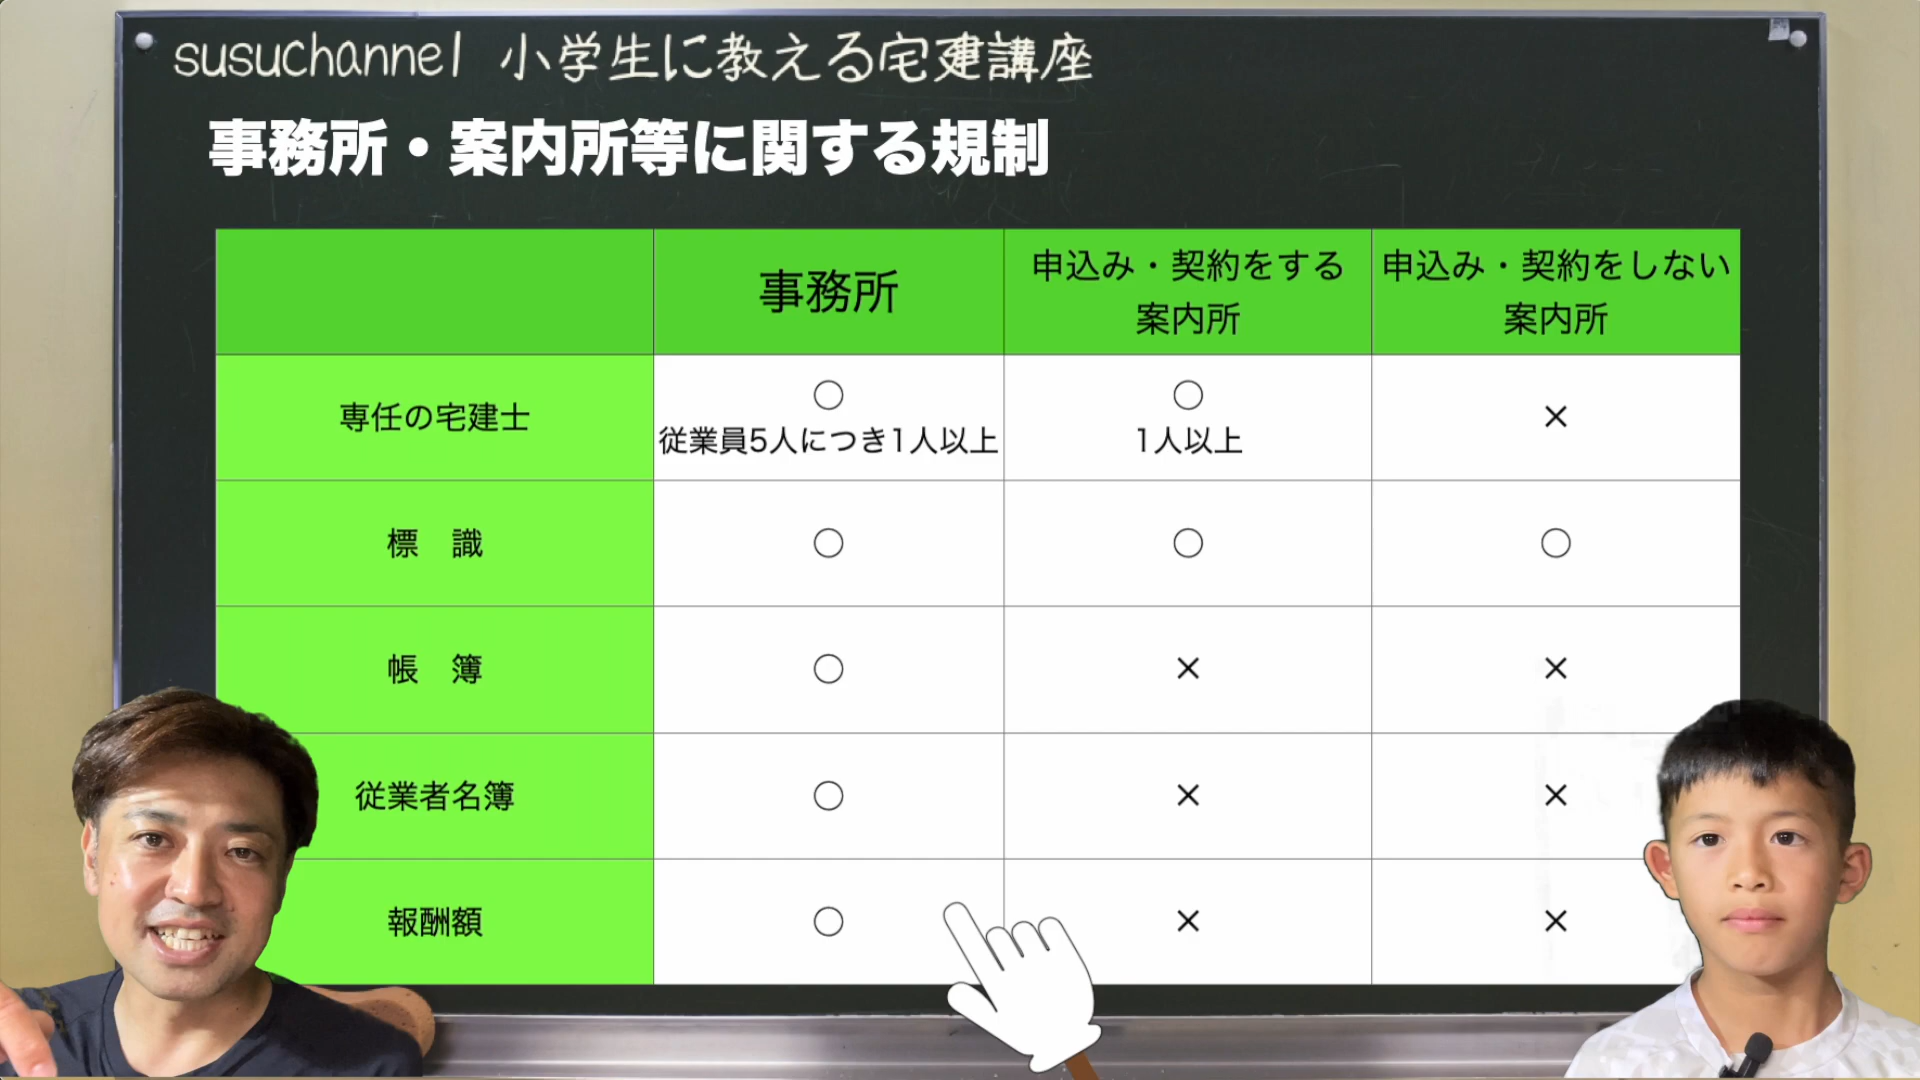 susuchannel 小学生に教える宅建講座
事務所・案内所等に関する規制
事務所
申込み・契約をする
案内所
申込み・契約をしない
案内所
専任の宅建士
○
従業員5人につき1人以上
○
1人以上
×
標 識
○
○
○
帳 簿
○
×
×
従業者名簿
○
×
×
報酬額
○
×
×